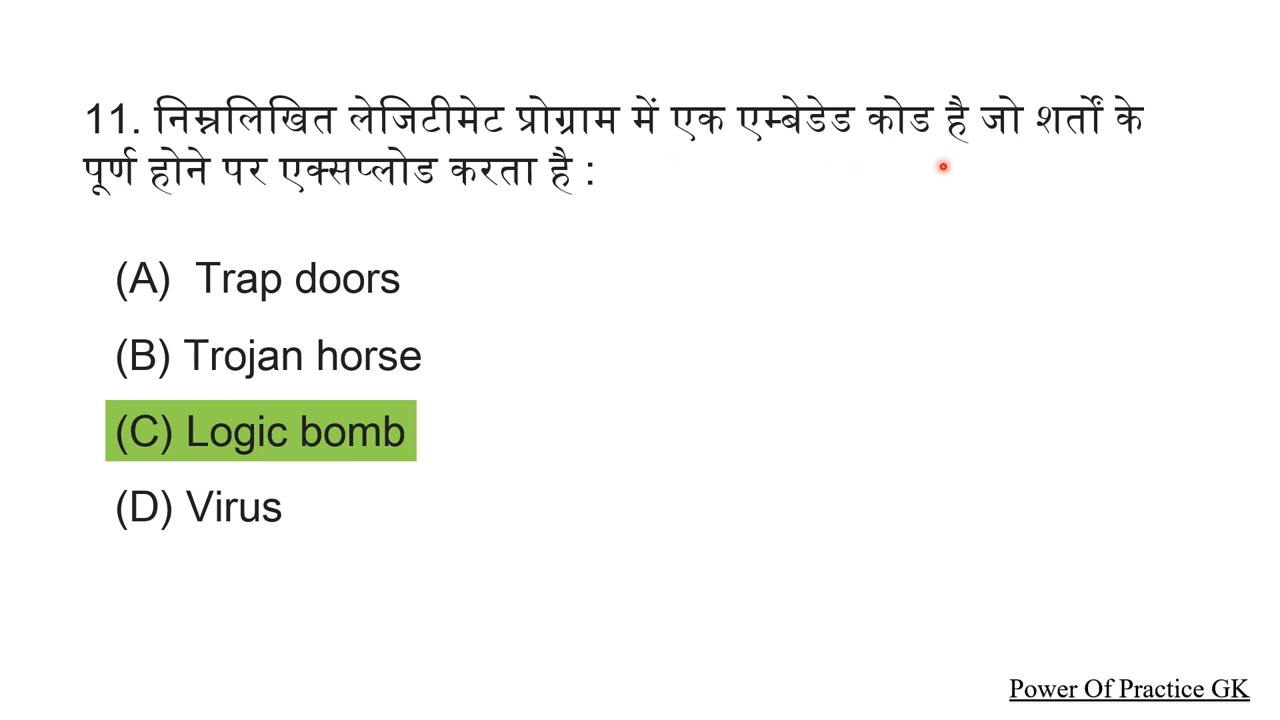 11. निम्नलिखित लेजिटीमेट प्रोग्राम में एक एम्बेडेड कोड है जो शर्तों के
पूर्ण होने पर एक्सप्लोड करता है :
(A) Trap doors
(B) Trojan horse
(C) Logic bomb
(D) Virus
Power Of Practice GK